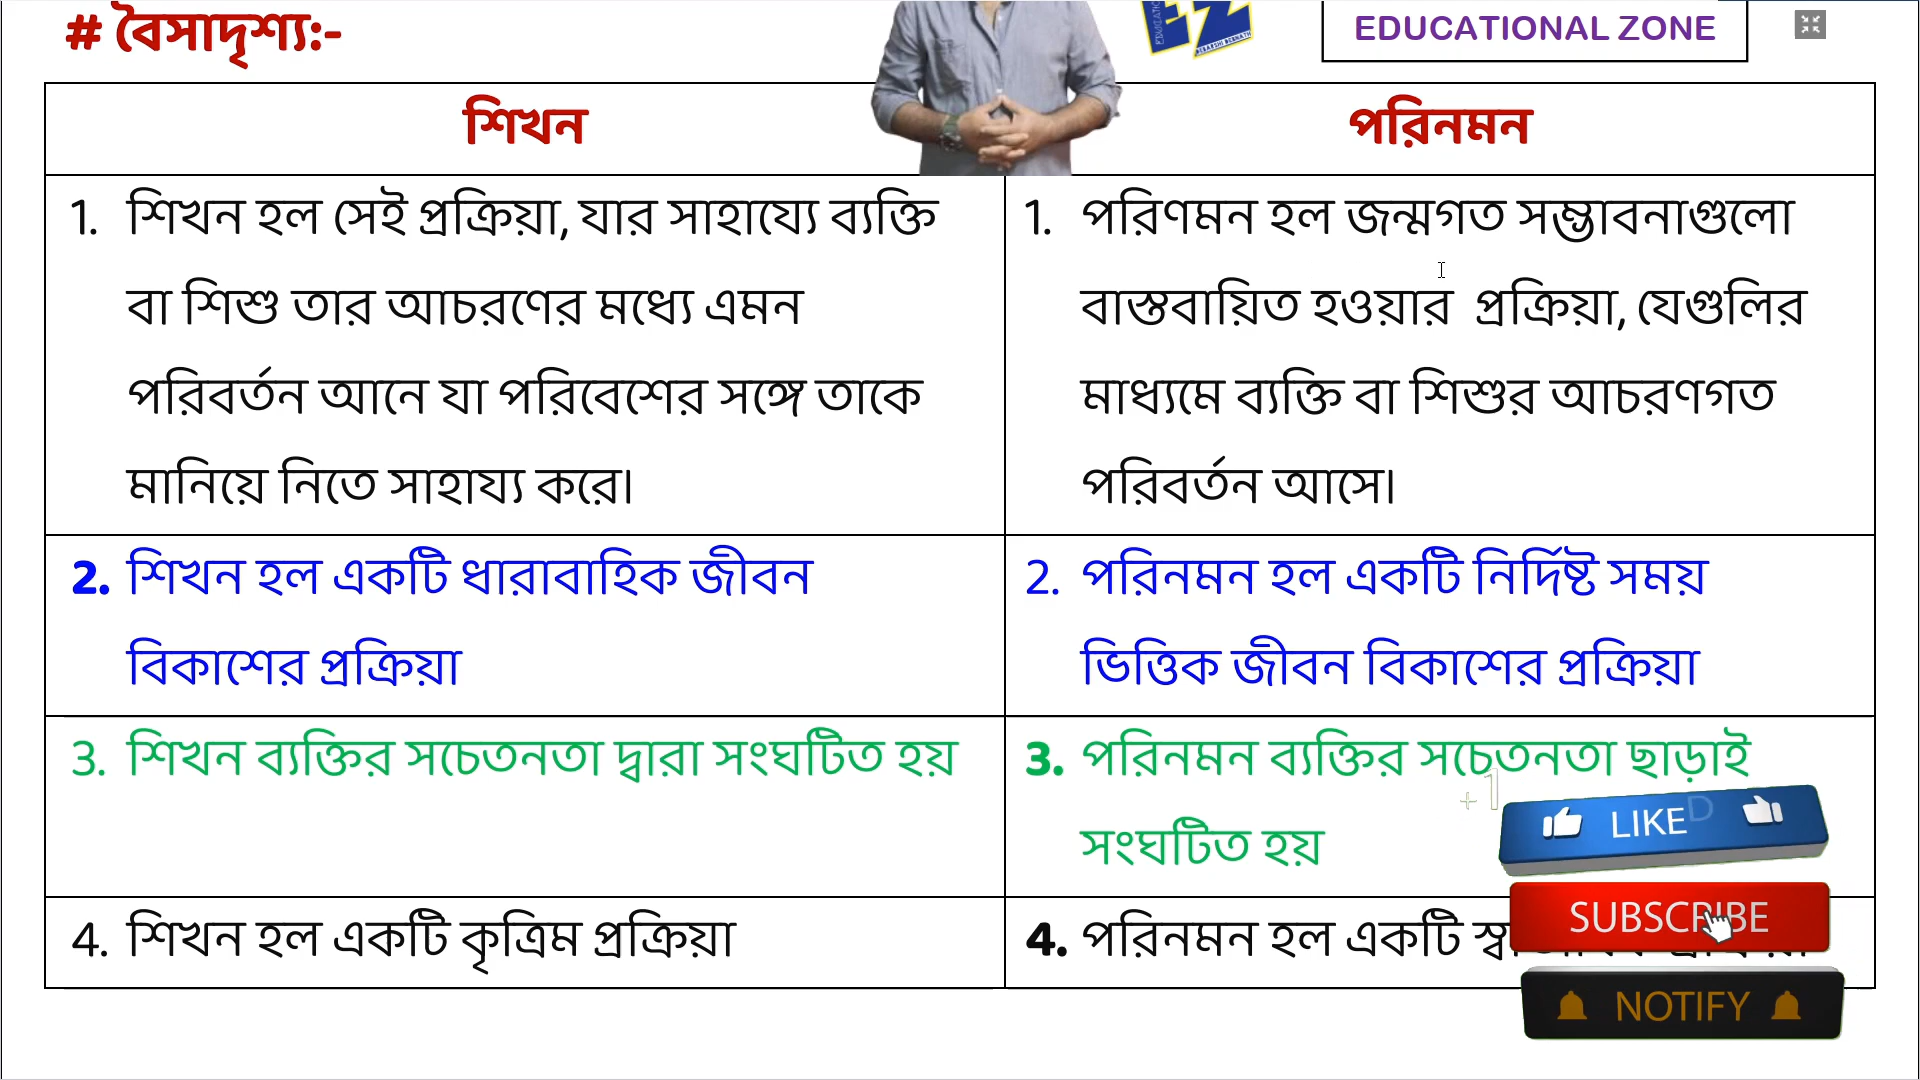 # বৈসাদৃশ্য:-
EZ
EDUCATIONAL ZONE
শিখন
পরিনমন
1. শিখন হল সেই প্রক্রিয়া, যার সাহায্যে ব্যক্তি
বা শিশু তার আচরণের মধ্যে এমন
পরিবর্তন আনে যা পরিবেশের সঙ্গে তাকে
মানিয়ে নিতে সাহায্য করে।
1. পরিণমন হল জন্মগত সম্ভাবনাগুলো
বাস্তবায়িত হওয়ার প্রক্রিয়া, যেগুলির
মাধ্যমে ব্যক্তি বা শিশুর আচরণগত
পরিবর্তন আসে।
2. শিখন হল একটি ধারাবাহিক জীবন
বিকাশের প্রক্রিয়া
2. পরিনমন হল একটি নির্দিষ্ট সময়
ভিত্তিক জীবন বিকাশের প্রক্রিয়া
3. শিখন ব্যক্তির সচেতনতা দ্বারা সংঘটিত হয়
3. পরিনমন ব্যক্তির সচেতনতা ছাড়াই
সংঘটিত হয়
4. শিখন হল একটি কৃত্রিম প্রক্রিয়া
4. পরিনমন হল একটি
+1
LIKED
SUBSCRIBE
NOTIFY